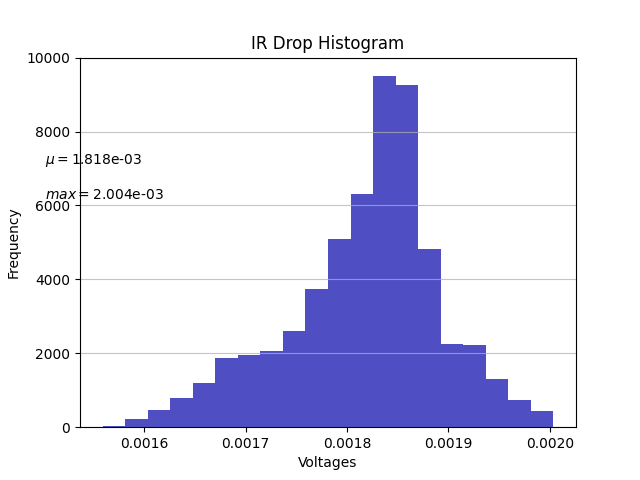 IR Drop Histogram
10000
8000
μ = 1.818e-03
max = 2.004e-03
6000
Frequency
4000
2000
0
0.0016 0.0017 0.0018 0.0019 0.0020
Voltages